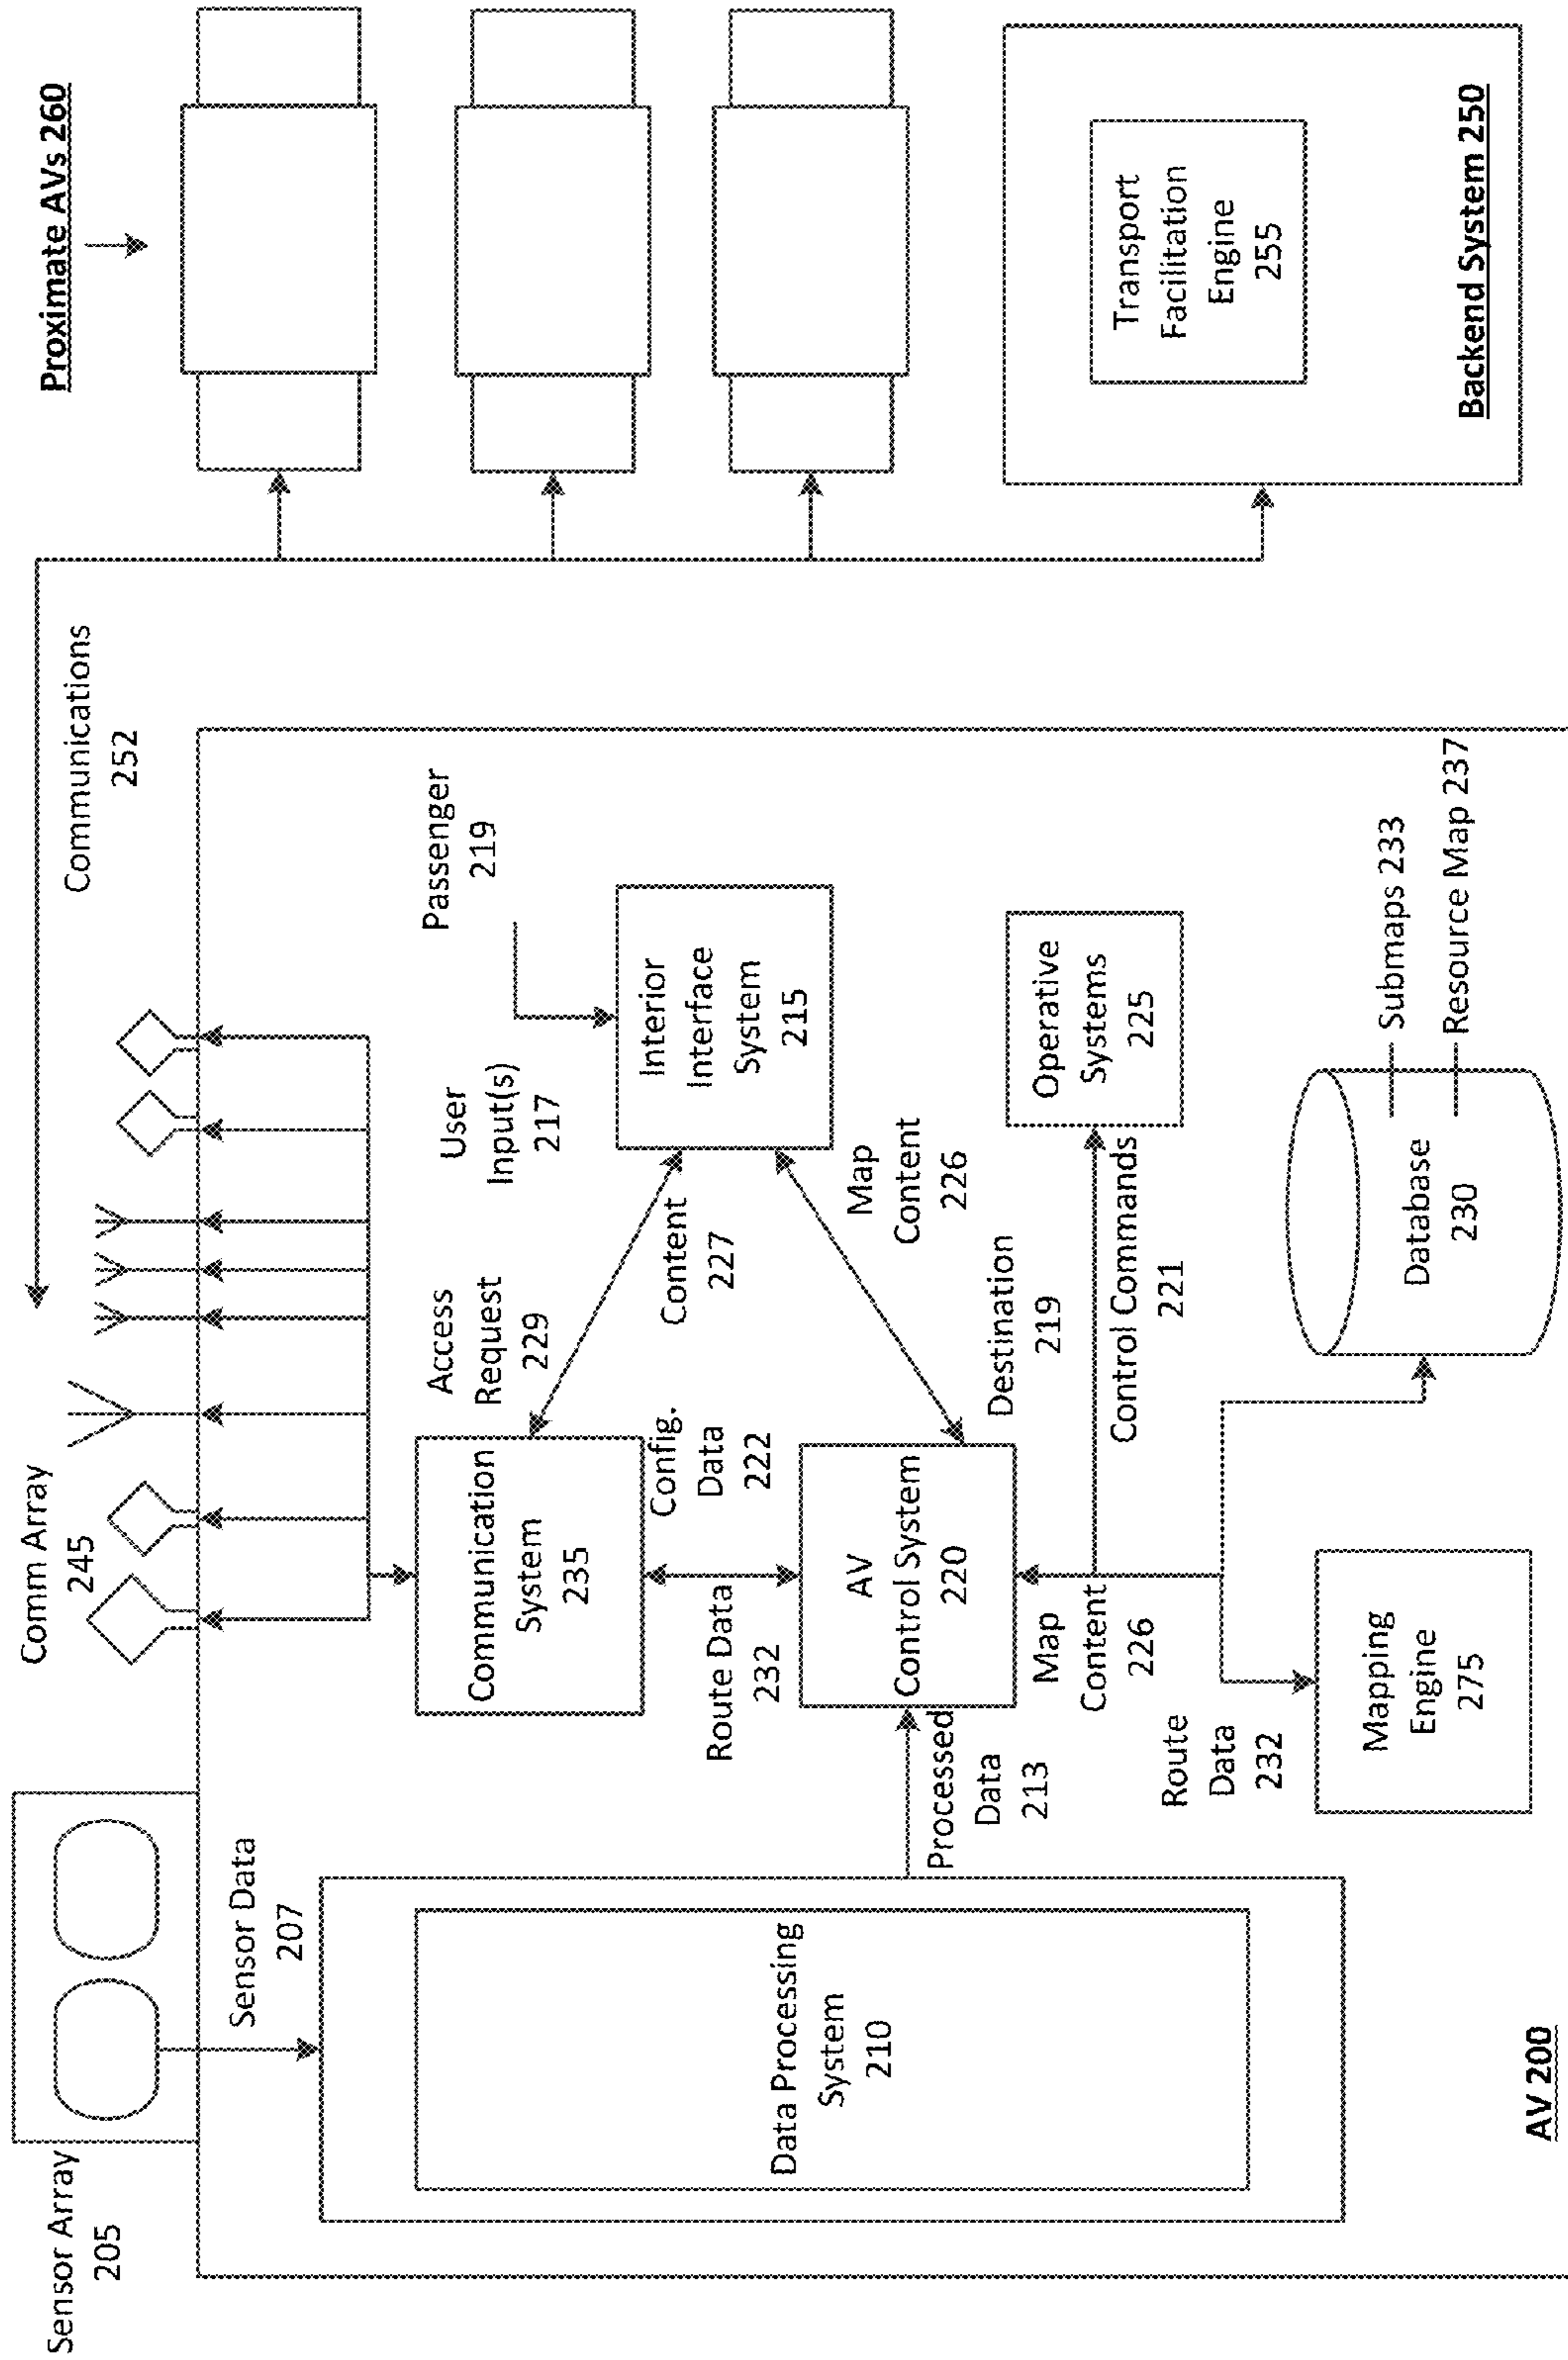 Sensor Array
205
Comm Array
245
Communications
252
Proximate AVs 260
Sensor Data
207
Data Processing
System
210
Processed
Data
213
Communication
System
235
Access
Request
229
Content
227
User
Input(s)
217
Passenger
219
Interior
Interface
System
215
Route Data
232
Config.
Data
222
AV
Control System
220
Map
Content
226
Destination
219
Operative
Systems
225
Control Commands
221
Map
Content
226
Route
Data
232
Mapping
Engine
275
Database
230
Submaps 233
Resource Map 237
Transport
Facilitation
Engine
255
Backend System 250
AV 200